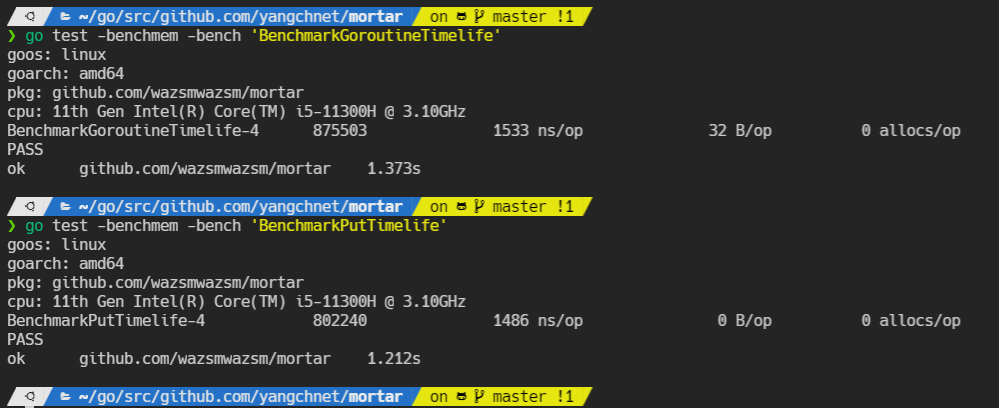 ~/go/src/github.com/yangchnet/mortar on master !1
❯ go test -benchmem -bench 'BenchmarkGoroutineTimelife'
goos: linux
goarch: amd64
pkg: github.com/wazsmwazsm/mortar
cpu: 11th Gen Intel(R) Core(TM) i5-11300H @ 3.10GHz
BenchmarkGoroutineTimelife-4 875503 1533 ns/op 32 B/op 0 allocs/op
PASS
ok github.com/wazsmwazsm/mortar 1.373s
~/go/src/github.com/yangchnet/mortar on master !1
❯ go test -benchmem -bench 'BenchmarkPutTimelife'
goos: linux
goarch: amd64
pkg: github.com/wazsmwazsm/mortar
cpu: 11th Gen Intel(R) Core(TM) i5-11300H @ 3.10GHz
BenchmarkPutTimelife-4 802240 1486 ns/op 0 B/op 0 allocs/op
PASS
ok github.com/wazsmwazsm/mortar 1.212s
~/go/src/github.com/yangchnet/mortar on master !1